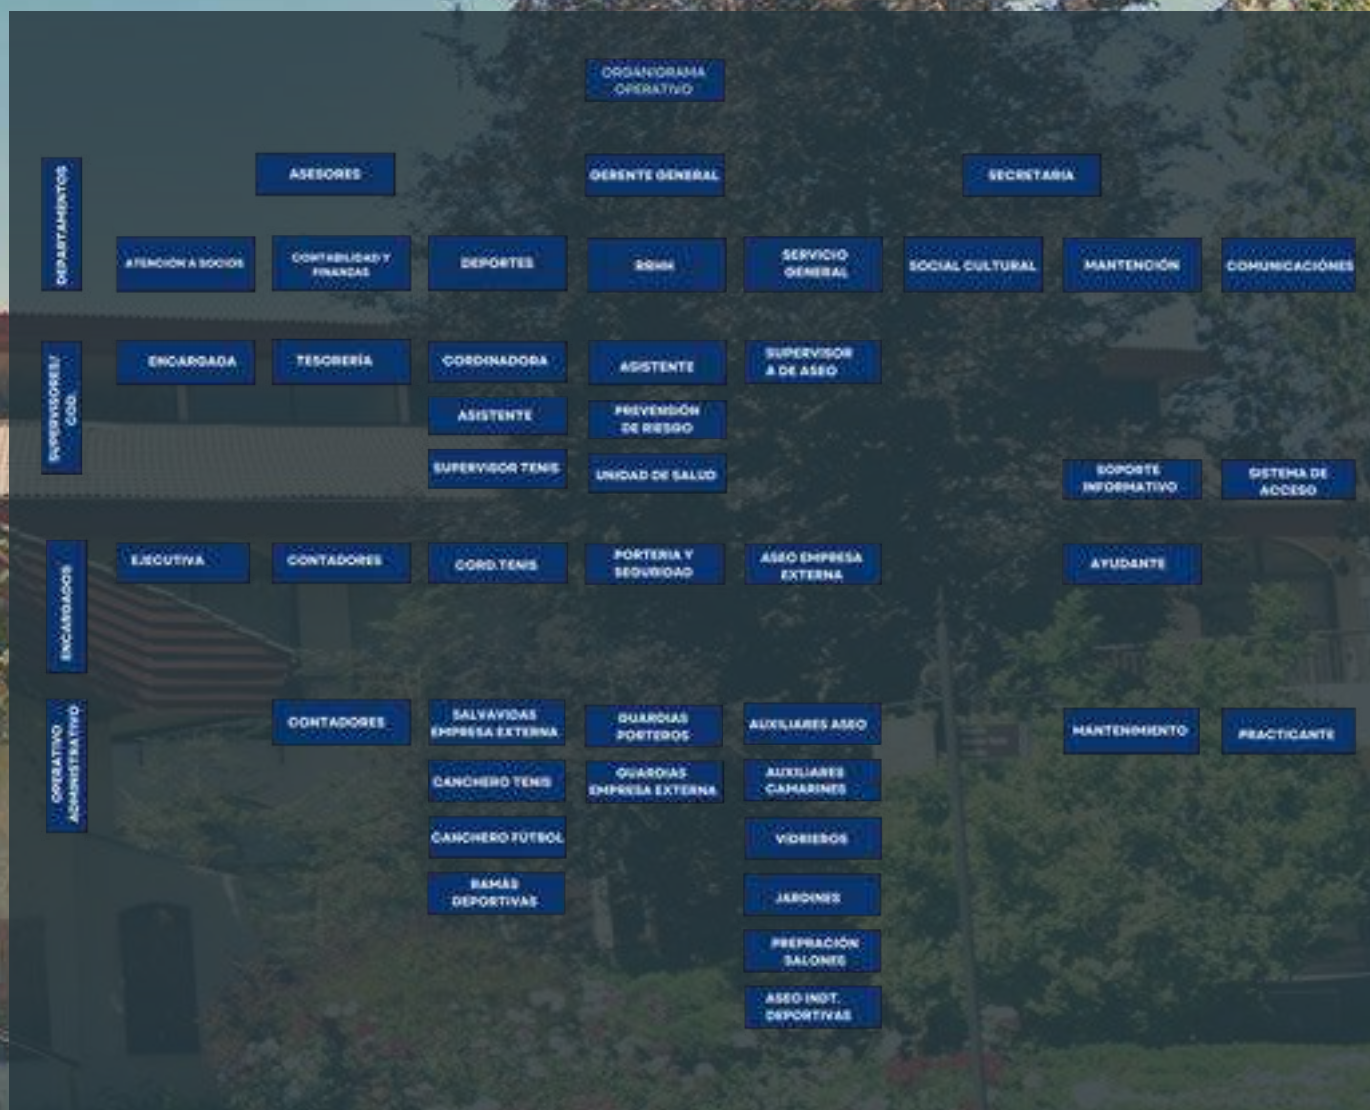 ORGANIGRAMA
OPERATIVO
DEPARTAMENTOS
ASESORES
GERENTE GENERAL
SECRETARIA
ATENCIÓN A SOCIOS
CONTABILIDAD Y
FINANZAS
DEPORTES
RRHH
SERVICIO
GENERAL
SOCIAL CULTURAL
MANTENCIÓN
COMUNICACIÓNES
SUPERVISORES/
COD.
ENCARGADA
TESORERÍA
CORDINADORA
ASISTENTE
SUPERVISOR
A DE ASEO
ASISTENTE
PREVENSIÓN
DE RIESGO
SUPERVISOR TENIS
UNIDAD DE SALUD
SOPORTE
INFORMATIVO
SISTEMA DE
ACCESO
ENCARGADOS
EJECUTIVA
CONTADORES
CORD.TENIS
PORTERIA Y
SEGURIDAD
ASEO EMPRESA
EXTERNA
AYUDANTE
OPERATIVO
ADMINISTRATIVO
CONTADORES
SALVAVIDAS
EMPRESA EXTERNA
GUARDIAS
PORTEROS
AUXILIARES ASEO
MANTENIMIENTO
PRACTICANTE
CANCHERO TENIS
GUARDIAS
EMPRESA EXTERNA
AUXILIARES
CAMARINES
CANCHERO FÚTBOL
VIDRIEROS
RAMAS
DEPORTIVAS
JARDINES
PREPRACIÓN
SALONES
ASEO INDT.
DEPORTIVAS